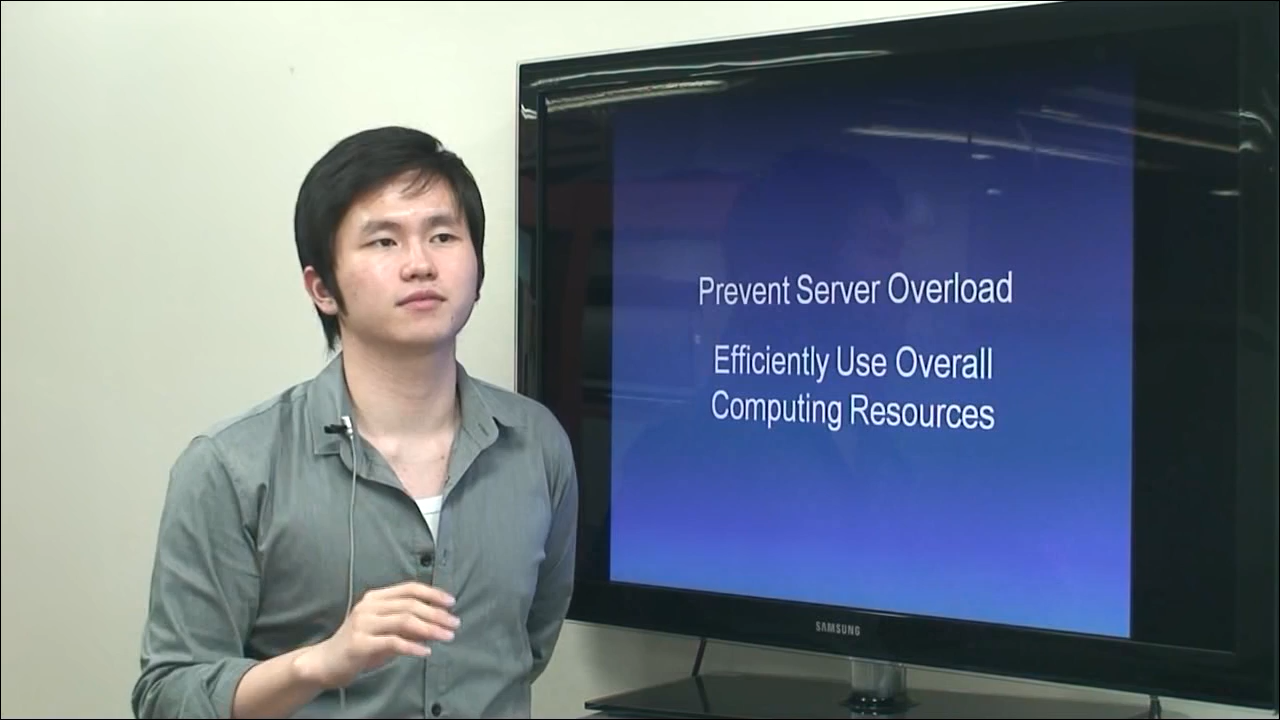 Prevent Server Overload
Efficiently Use Overall
Computing Resources
SAMSUNG